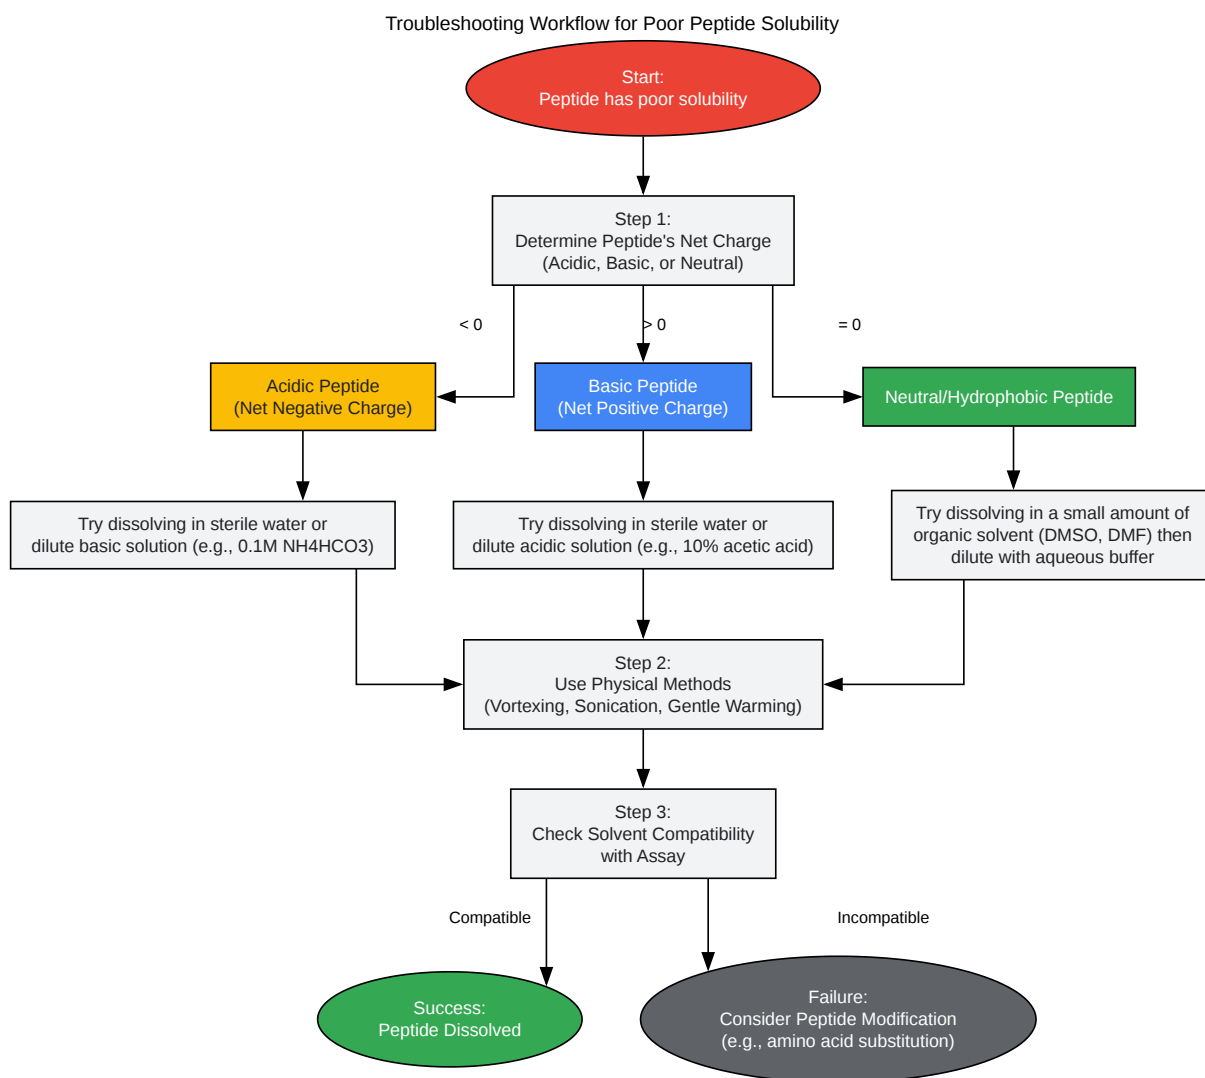 Troubleshooting Workflow for Poor Peptide Solubility
Start:
Peptide has poor solubility
Step 1:
Determine Peptide's Net Charge
(Acidic, Basic, or Neutral)
< 0
> 0
= 0
Acidic Peptide
(Net Negative Charge)
Basic Peptide
(Net Positive Charge)
Neutral/Hydrophobic Peptide
Try dissolving in sterile water or
dilute basic solution (e.g., 0.1M NH4HCO3)
Try dissolving in sterile water or
dilute acidic solution (e.g., 10% acetic acid)
Try dissolving in a small amount of
organic solvent (DMSO, DMF) then
dilute with aqueous buffer
Step 2:
Use Physical Methods
(Vortexing, Sonication, Gentle Warming)
Step 3:
Check Solvent Compatibility
with Assay
Compatible
Incompatible
Success:
Peptide Dissolved
Failure:
Consider Peptide Modification
(e.g., amino acid substitution)